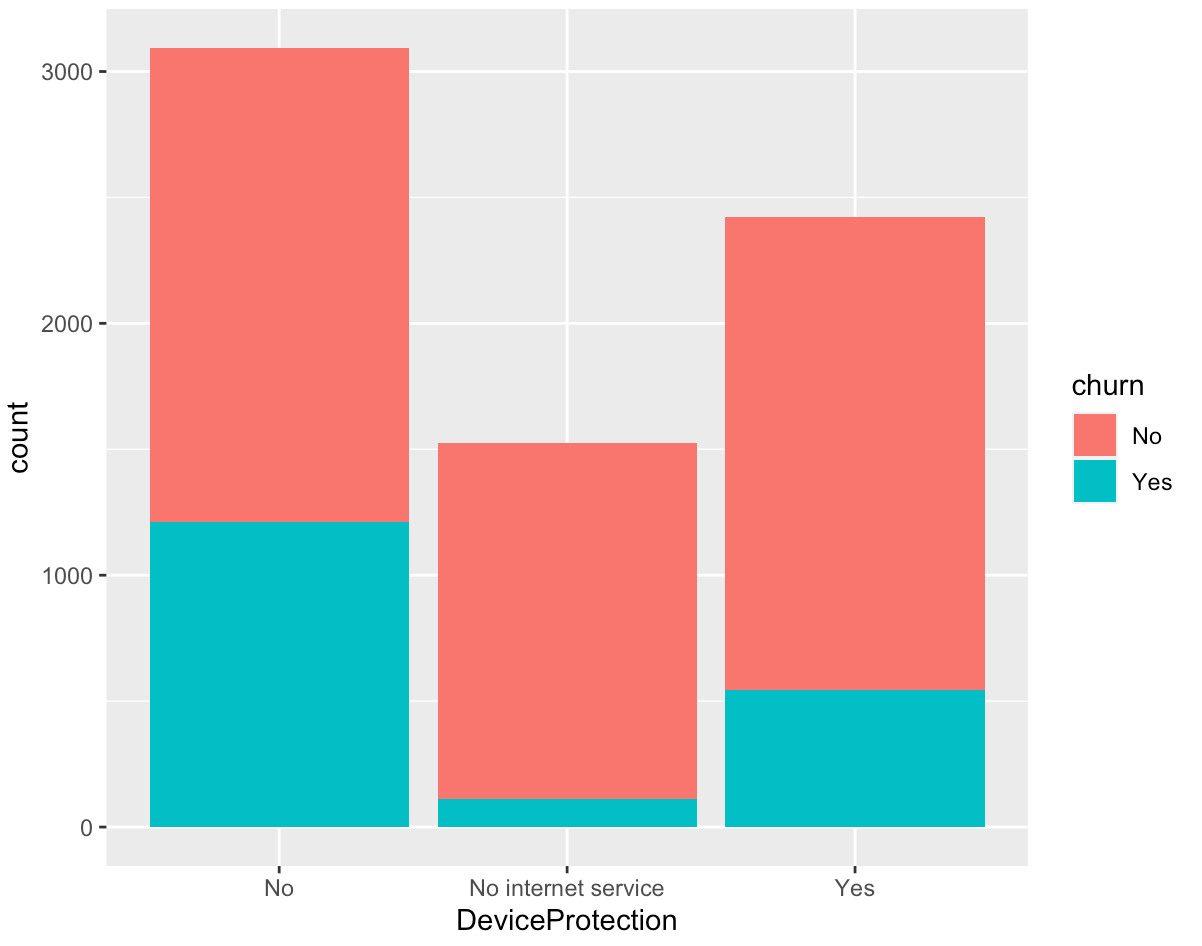 3000
2000
1000
0
count
No
No internet service
Yes
DeviceProtection
churn
No
Yes